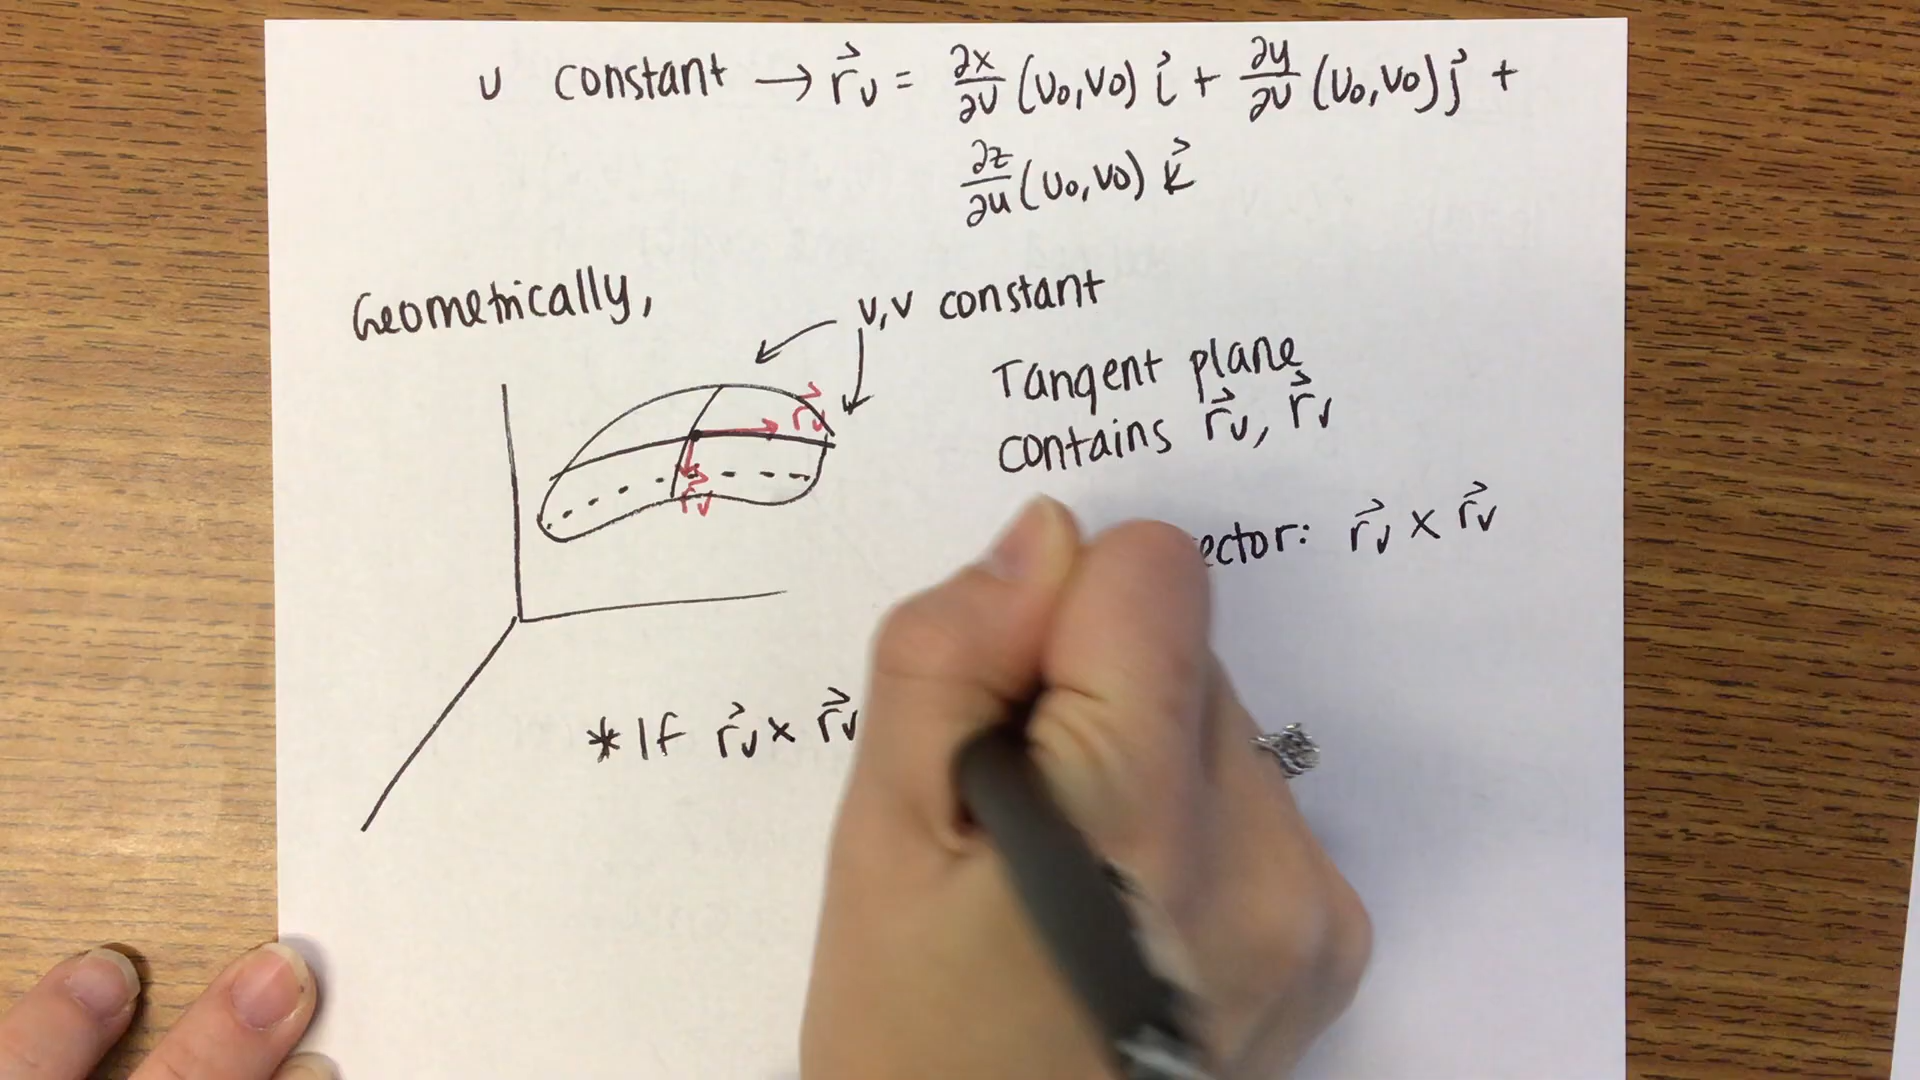 u constant → r⃗v = ∂x/∂v (u0,v0) i⃗ + ∂y/∂v (u0,v0) j⃗ +
∂z/∂u (u0,v0) k⃗
Geometrically,
u,v constant
Tangent plane
contains r⃗u, r⃗v
r⃗u
r⃗v
ector: r⃗u × r⃗v
* If r⃗u × r⃗v